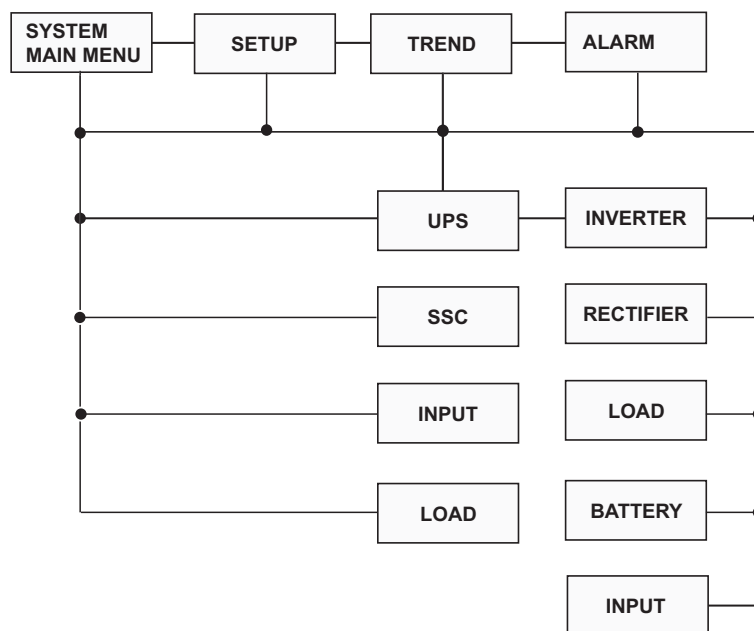 SYSTEM
MAIN MENU
SETUP
TREND
ALARM
UPS
INVERTER
SSC
RECTIFIER
INPUT
LOAD
LOAD
BATTERY
INPUT